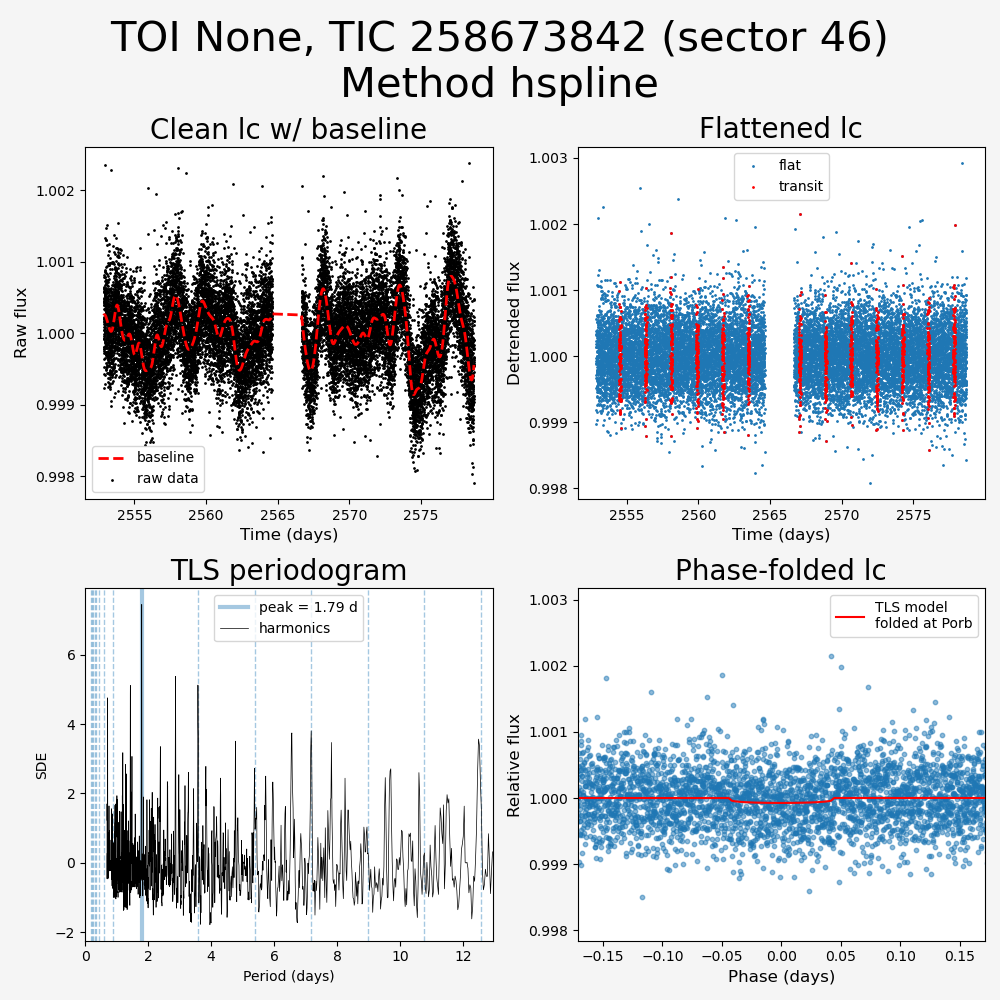 TOI None, TIC 258673842 (sector 46)
Method hspline
Clean lc w/ baseline
Raw flux
1.002
1.001
1.000
0.999
0.998
baseline
raw data
2555
2560
2565
2570
2575
Time (days)
Flattened lc
Detrended flux
1.003
1.002
1.001
1.000
0.999
0.998
flat
transit
2555
2560
2565
2570
2575
Time (days)
TLS periodogram
SDE
6
4
2
0
−2
peak = 1.79 d
harmonics
0
2
4
6
8
10
12
Period (days)
Phase-folded lc
Relative flux
1.003
1.002
1.001
1.000
0.999
0.998
TLS model
folded at Porb
−0.15
−0.10
−0.05
0.00
0.05
0.10
0.15
Phase (days)